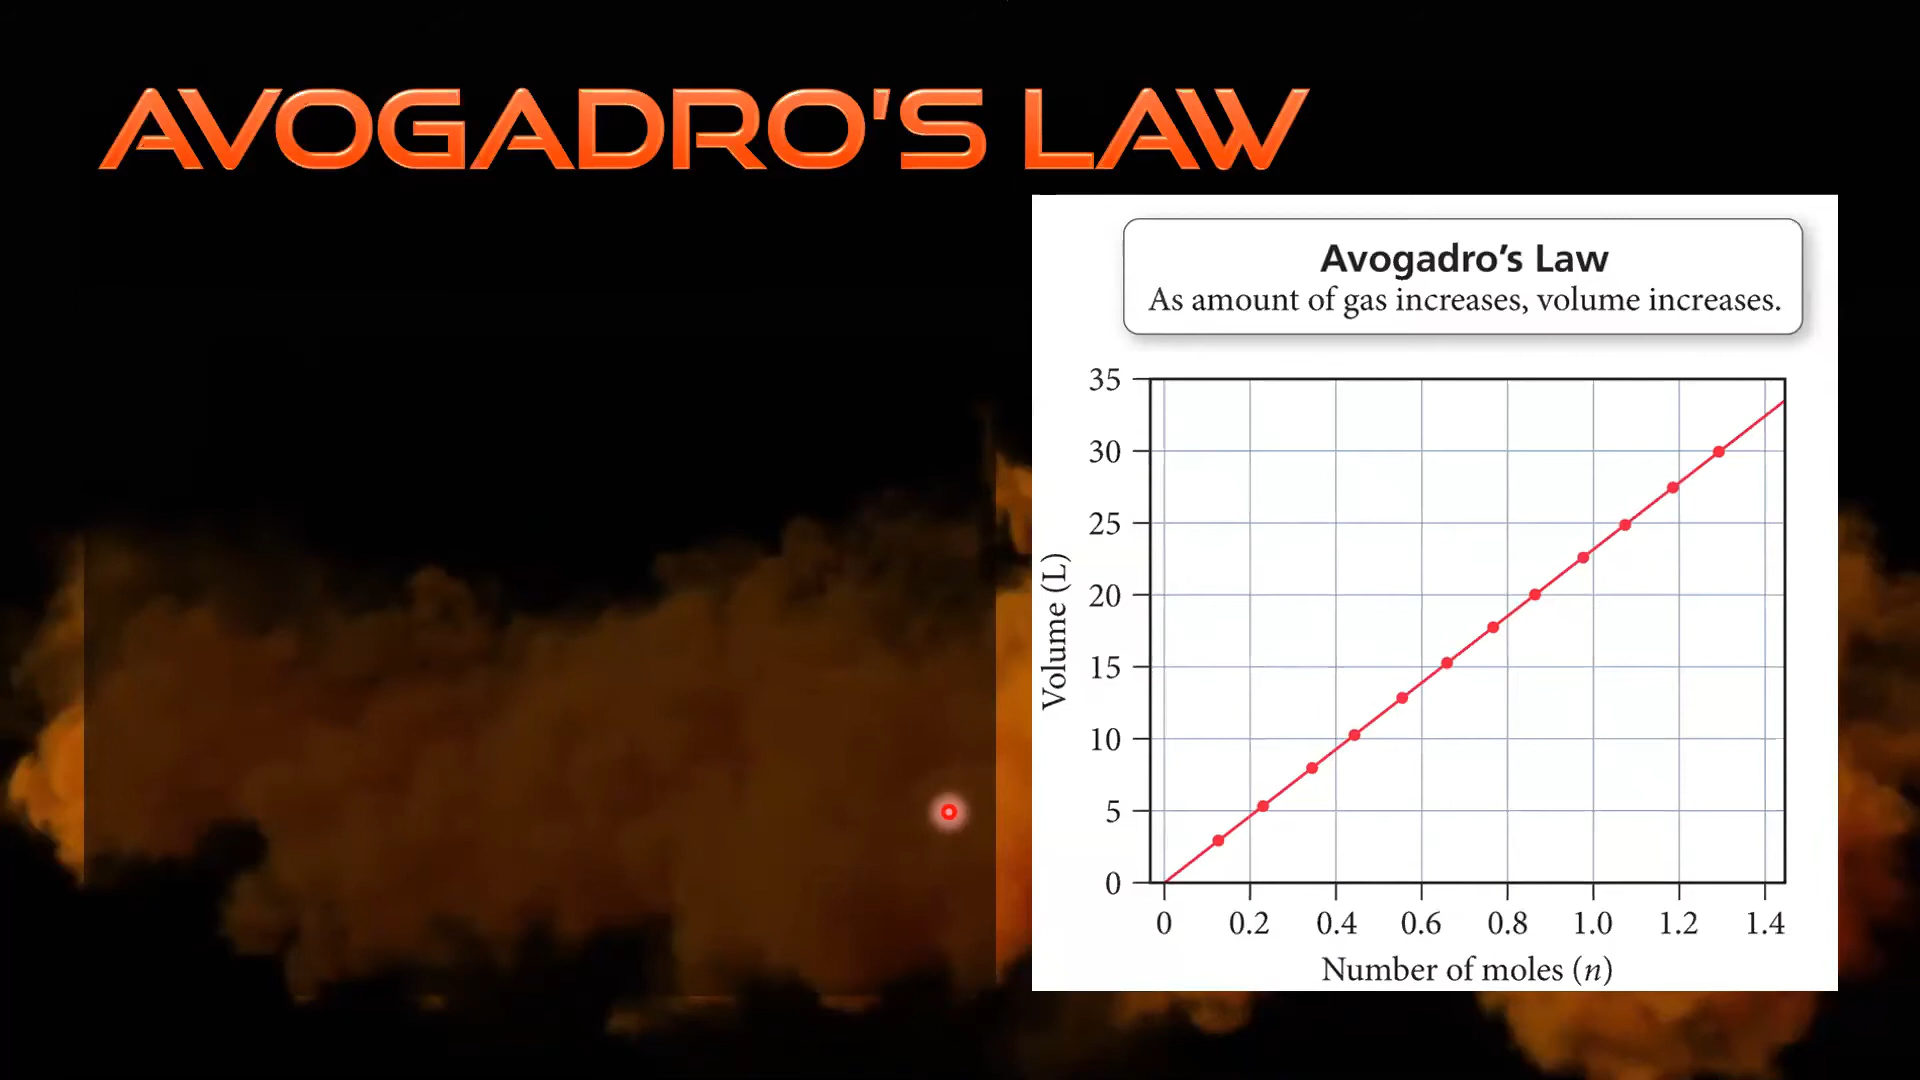 AVOGADRO'S LAW
Avogadro's Law
As amount of gas increases, volume increases.
35
30
25
20
15
10
5
0
Volume (L)
0 0.2 0.4 0.6 0.8 1.0 1.2 1.4
Number of moles (n)